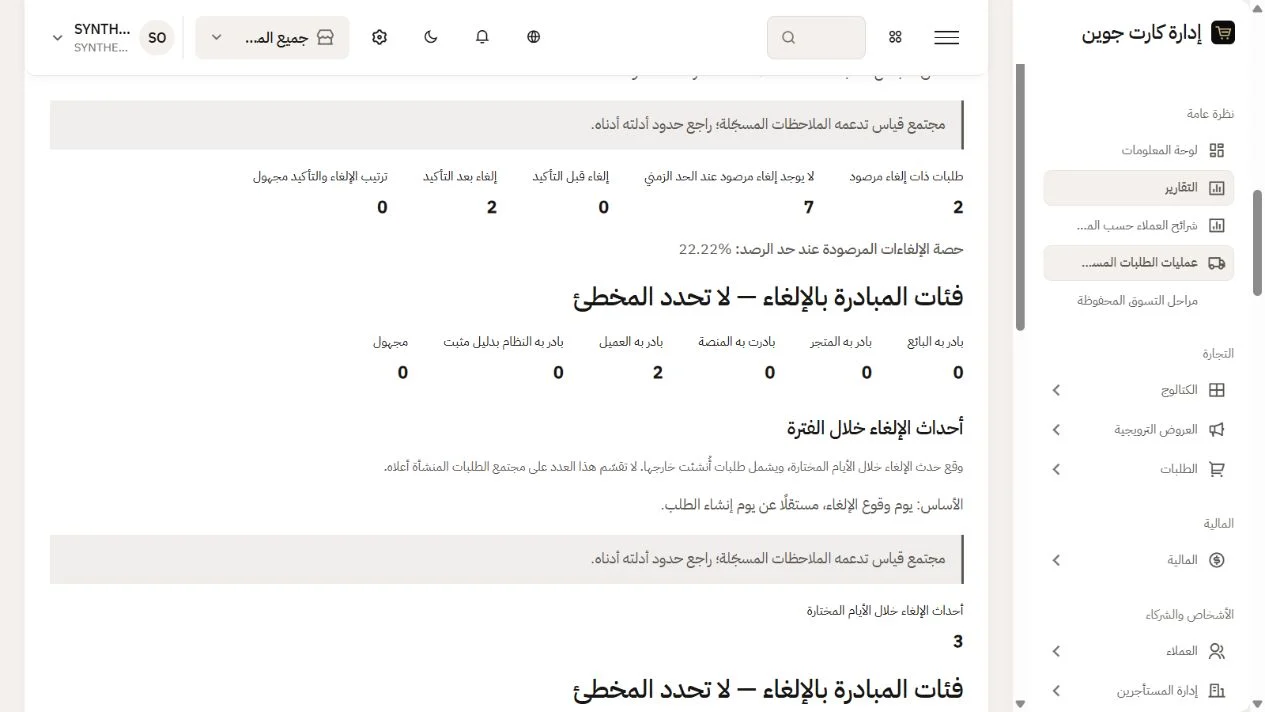 إدارة كارت جوين
نظرة عامة
لوحة المعلومات
التقارير
شرائح العملاء حسب المـ...
عمليات الطلبات المسـ...
مراحل التسوق المحفوظة
التجارة
الكتالوج
العروض الترويجية
الطلبات
المالية
المالية
الأشخاص والشركاء
العملاء
إدارة المستأجرين
جميع المـ...
SO
SYNTH...
SYNTHE...
مجتمع قياس تدعمه الملاحظات المسجّلة؛ راجع حدود أدلته أدناه.
طلبات ذات إلغاء مرصود
2
لا يوجد إلغاء مرصود عند الحد الزمني
7
إلغاء قبل التأكيد
0
إلغاء بعد التأكيد
2
ترتيب الإلغاء والتأكيد مجهول
0
حصة الإلغاءات المرصودة عند حد الرصد: 22.22%
فئات المبادرة بالإلغاء — لا تحدد المخطئ
بادر به البائع
0
بادر به المتجر
0
بادرت به المنصة
0
بادر به العميل
2
بادر به النظام بدليل مثبت
0
مجهول
0
أحداث الإلغاء خلال الفترة
وقع حدث الإلغاء خلال الأيام المختارة، ويشمل طلبات أُنشئت خارجها. لا تقسّم هذا العدد على مجتمع الطلبات المنشأة أعلاه.
الأساس: يوم وقوع الإلغاء، مستقلًا عن يوم إنشاء الطلب.
مجتمع قياس تدعمه الملاحظات المسجّلة؛ راجع حدود أدلته أدناه.
أحداث الإلغاء خلال الأيام المختارة
3
فئات المبادرة بالإلغاء — لا تحدد المخطئ